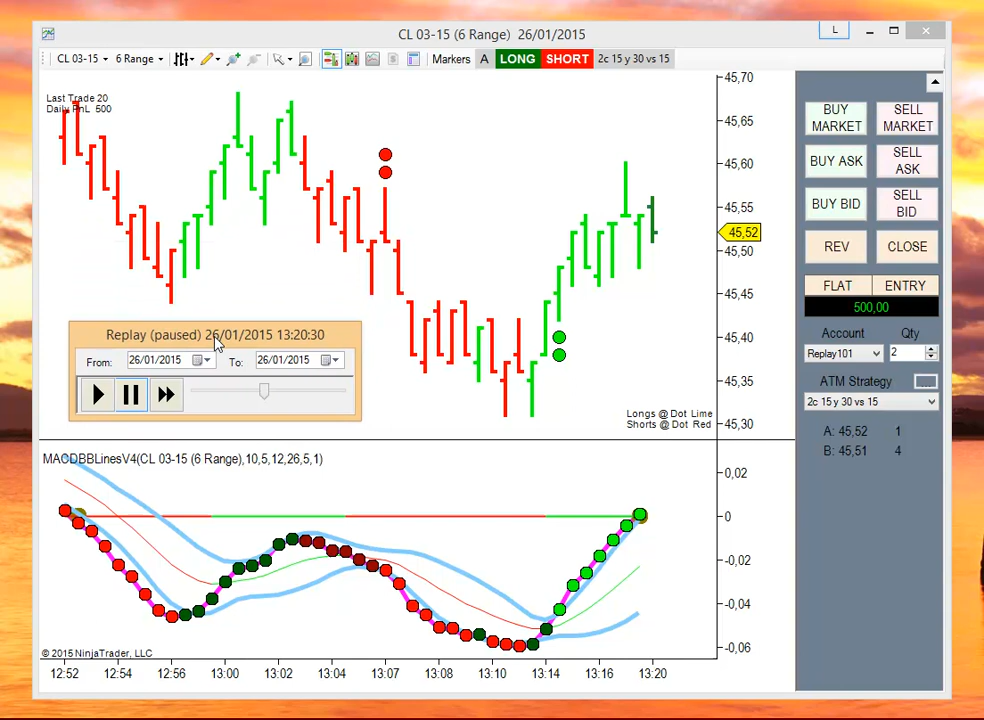 CL 03-15 (6 Range)  26/01/2015
L
CL 03-15 6 Range Markers A LONG SHORT 2c 15 y 30 vs 15
Last Trade 20
Daily PnL 500
45,70
45,65
45,60
45,55
45,52
45,50
45,45
45,40
45,35
45,30
Replay (paused) 26/01/2015 13:20:30
From: 26/01/2015 To: 26/01/2015
Longs @ Dot Lime
Shorts @ Dot Red
MACDBBLinesV4(CL 03-15 (6 Range),10,5,12,26,5,1)
0,02
0
-0,02
-0,04
-0,06
© 2015 NinjaTrader, LLC
12:52 12:54 12:56 13:00 13:02 13:04 13:07 13:08 13:10 13:14 13:16 13:20
BUY MARKET
SELL MARKET
BUY ASK
SELL ASK
BUY BID
SELL BID
REV
CLOSE
FLAT
ENTRY
500,00
Account Qty
Replay101 2
ATM Strategy
2c 15 y 30 vs 15
A: 45,52 1
B: 45,51 4